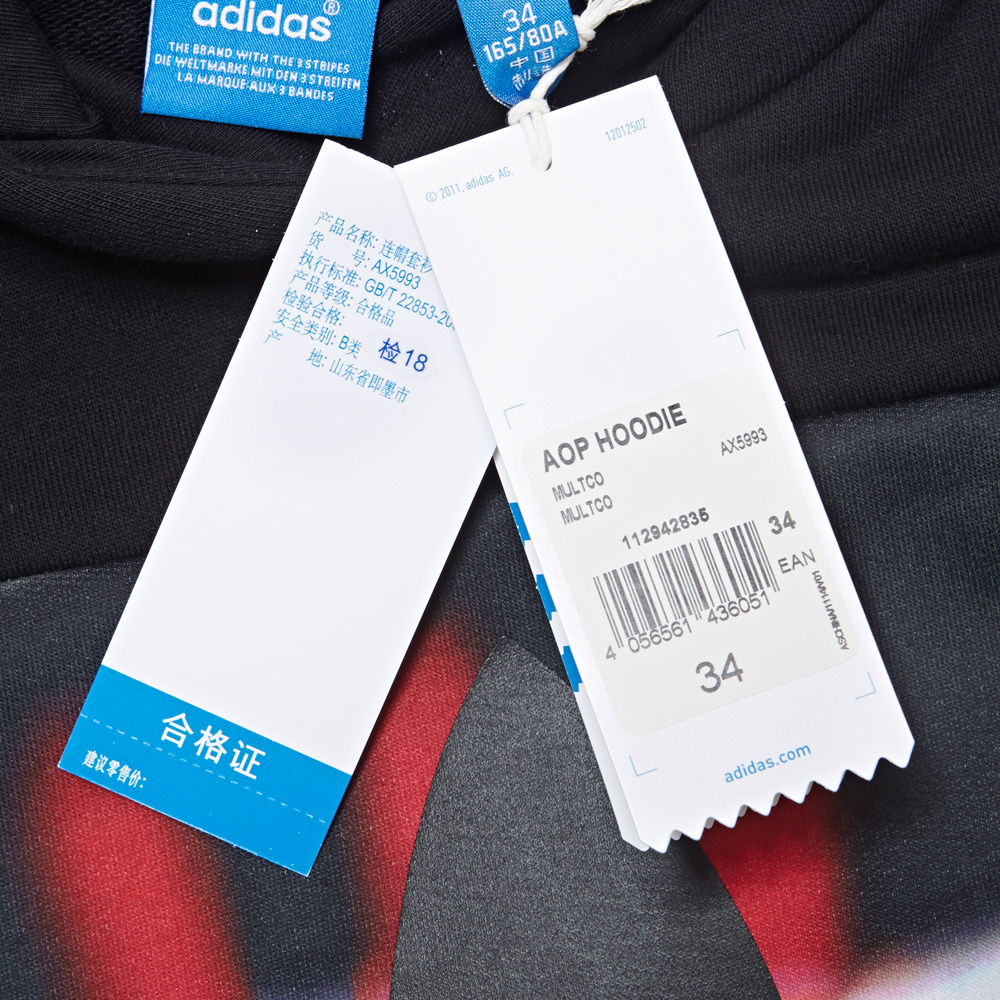 adidas®
THE BRAND WITH THE 3 STRIPES
DIE WELTMARKE MIT DEN 3 STREIFEN
LA MARQUE AUX 3 BANDES
34
165/80A
中国
制造
产品名称: 连帽套衫
货 号: AX5993
执行标准: GB/T 22853-20
产品等级: 合格品
检验合格:
安全类别: B类
检18
产 地: 山东省即墨市
合格证
建议零售价:
© 2011, adidas AG.
12012502
AOP HOODIE
AX5993
MULTCO
MULTCO
112942835
34
EAN
4 056561 436051
34
adidas.com